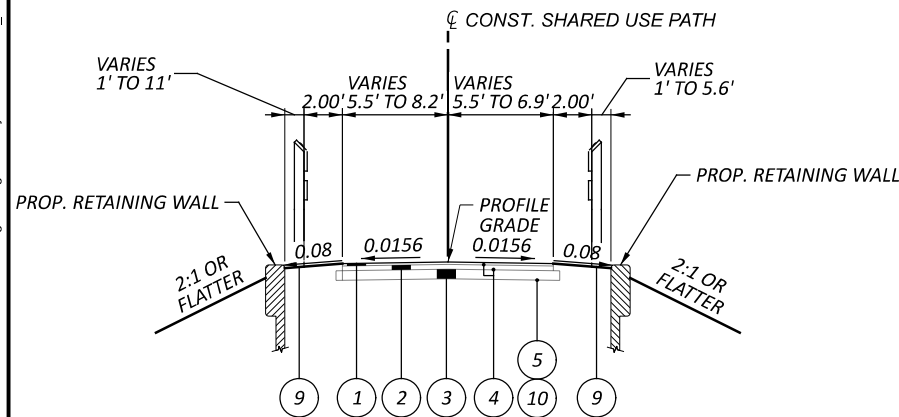 ℄ CONST. SHARED USE PATH
VARIES
1' TO 11'
2.00'
VARIES
5.5' TO 8.2'
VARIES
5.5' TO 6.9'
2.00'
VARIES
1' TO 5.6'
PROP. RETAINING WALL
PROP. RETAINING WALL
PROFILE
GRADE
0.08
0.0156
0.0156
0.08
2:1 OR
FLATTER
2:1 OR
FLATTER
9
1
2
3
4
5
10
9